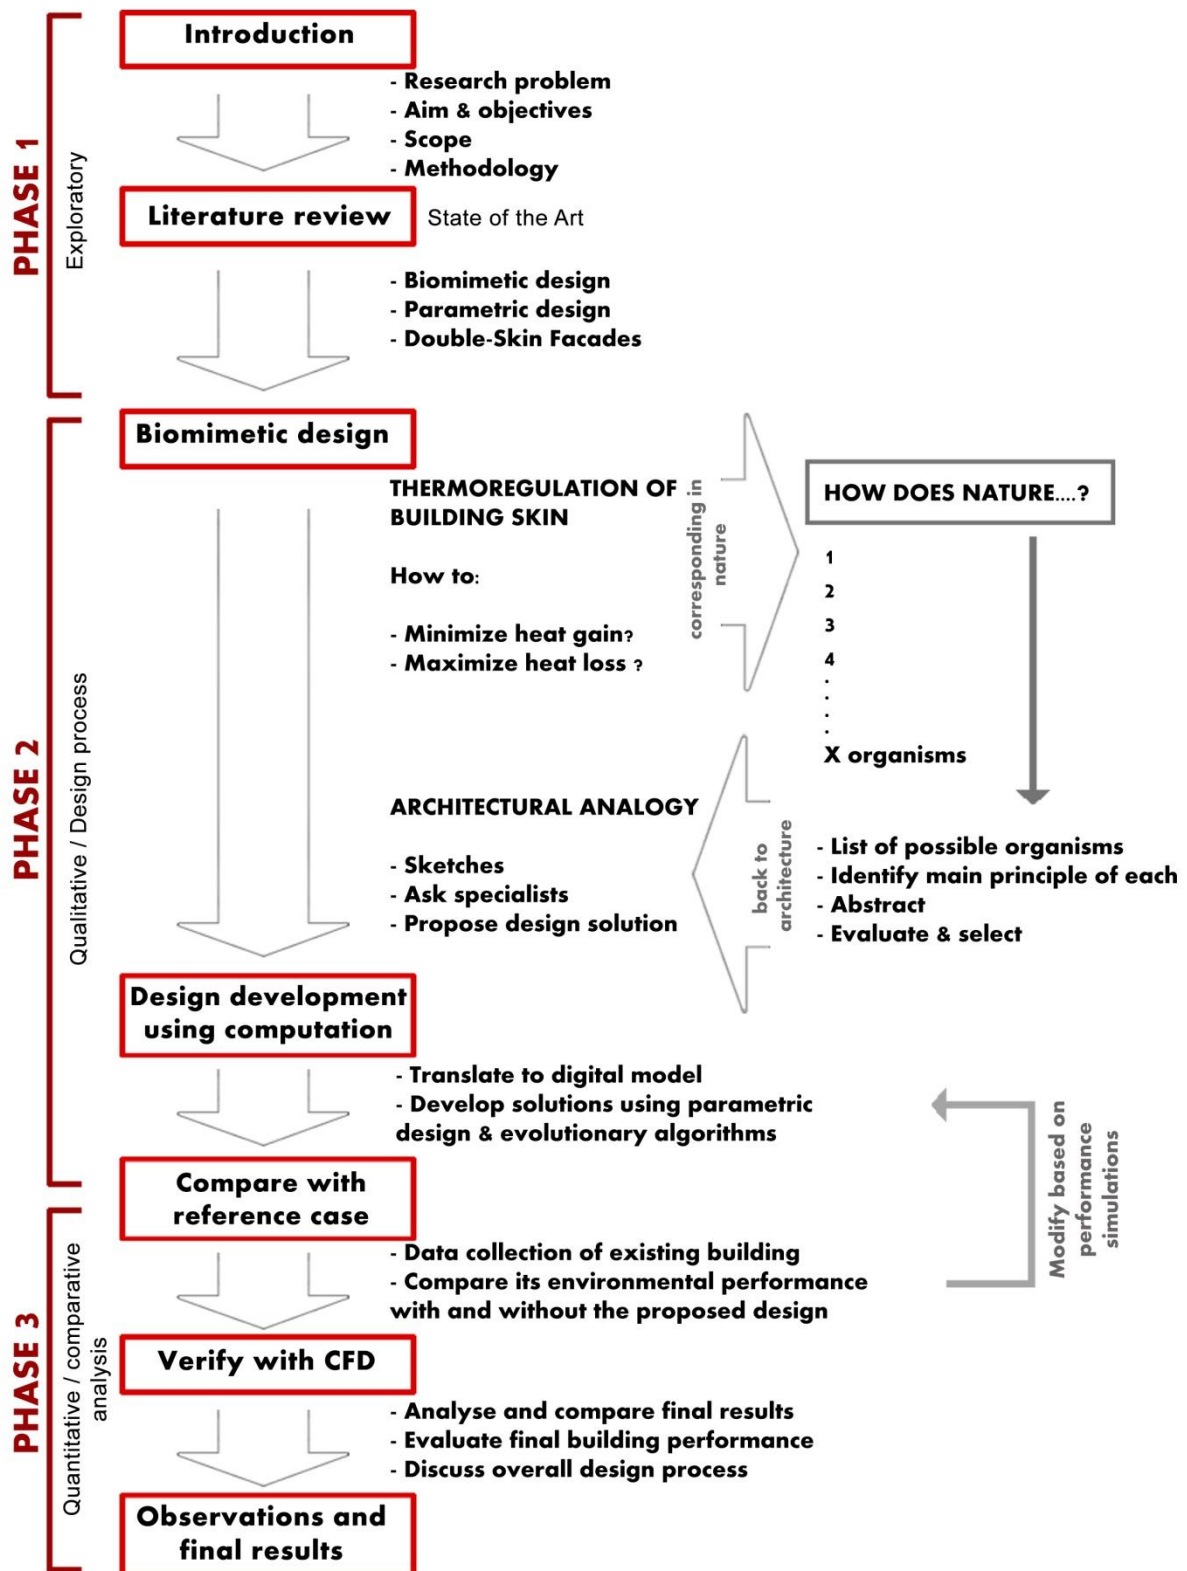 PHASE 1
Exploratory
Introduction
- Research problem
- Aim & objectives
- Scope
- Methodology
Literature review
State of the Art
- Biomimetic design
- Parametric design
- Double-Skin Facades
PHASE 2
Qualitative / Design process
Biomimetic design
THERMOREGULATION OF
BUILDING SKIN
How to:
- Minimize heat gain?
- Maximize heat loss ?
corresponding in
nature
HOW DOES NATURE....?
1
2
3
4
.
.
.
.
X organisms
- List of possible organisms
- Identify main principle of each
- Abstract
- Evaluate & select
back to
architecture
ARCHITECTURAL ANALOGY
- Sketches
- Ask specialists
- Propose design solution
Design development
using computation
- Translate to digital model
- Develop solutions using parametric
design & evolutionary algorithms
Modify based on
performance
simulations
PHASE 3
Quantitative / comparative
analysis
Compare with
reference case
- Data collection of existing building
- Compare its environmental performance
with and without the proposed design
Verify with CFD
- Analyse and compare final results
- Evaluate final building performance
- Discuss overall design process
Observations and
final results